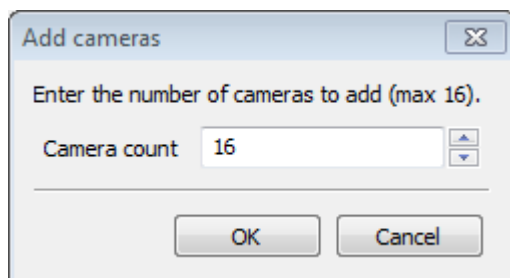 Add cameras
Enter the number of cameras to add (max 16).
Camera count 16
OK Cancel